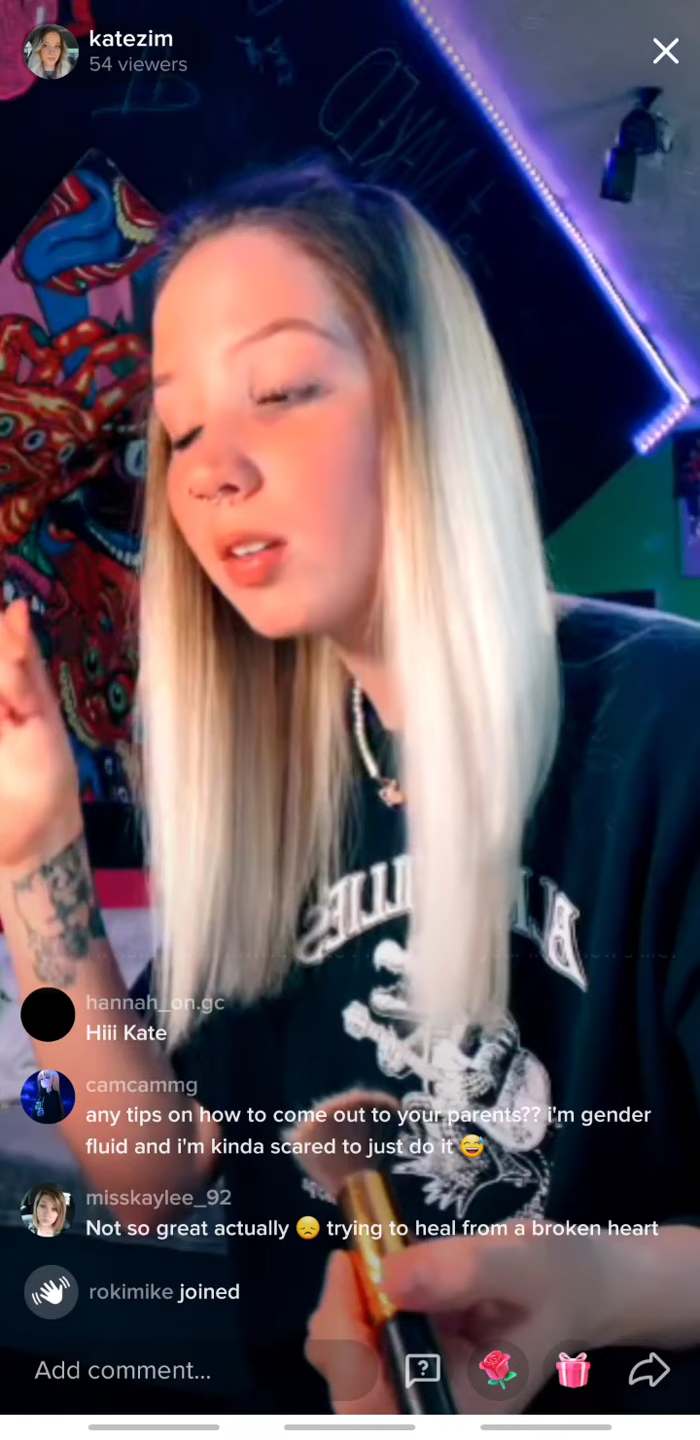 katezim
54 viewers
hannah_on.gc
Hiii Kate
camcammg
any tips on how to come out to your parents?? i'm gender
fluid and i'm kinda scared to just do it 😅
misskaylee_92
Not so great actually 😞 trying to heal from a broken heart
rokimike joined
Add comment...